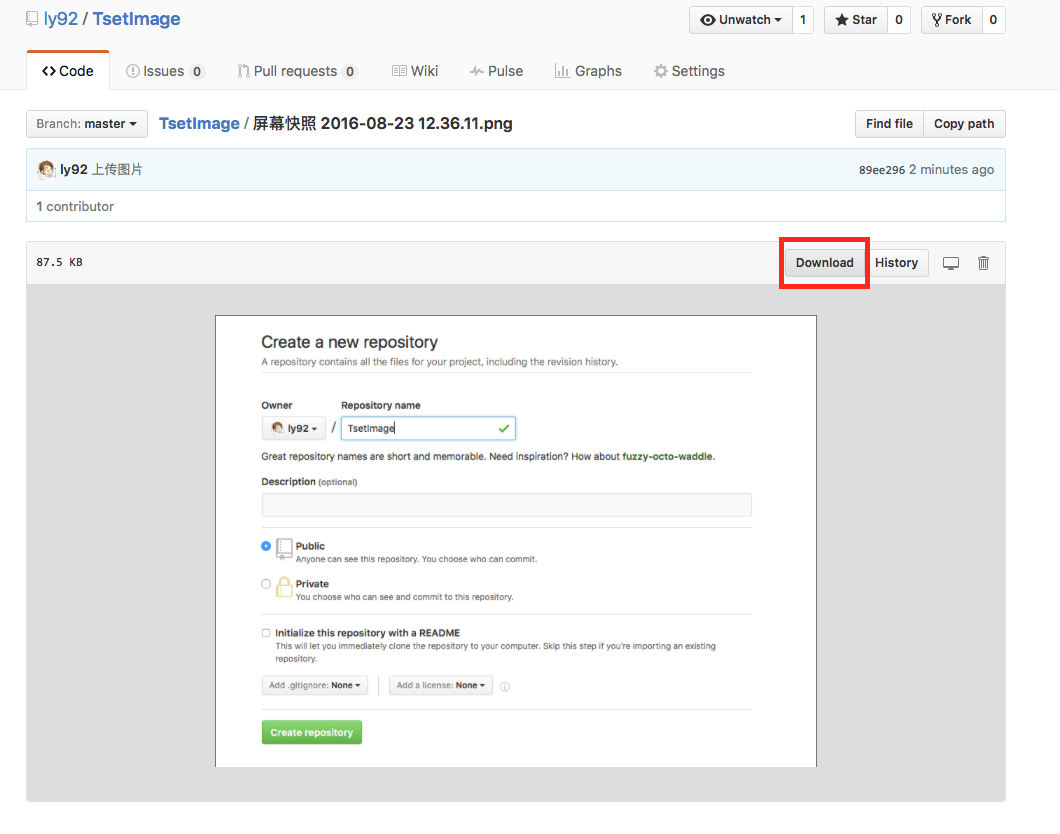 ly92 / TsetImage
Unwatch 1 Star 0 Fork 0
Code Issues 0 Pull requests 0 Wiki Pulse Graphs Settings
Branch: master TsetImage / 屏幕快照 2016-08-23 12.36.11.png Find file Copy path
ly92 上传图片 89ee296 2 minutes ago
1 contributor
87.5 KB Download History
Create a new repository
A repository contains all the files for your project, including the revision history.
Owner Repository name
ly92 / TsetImage
Great repository names are short and memorable. Need inspiration? How about fuzzy-octo-waddle.
Description (optional)
Public
Anyone can see this repository. You choose who can commit.
Private
You choose who can see and commit to this repository.
Initialize this repository with a README
This will let you immediately clone the repository to your computer. Skip this step if you're importing an existing
repository.
Add .gitignore: None Add a license: None
Create repository